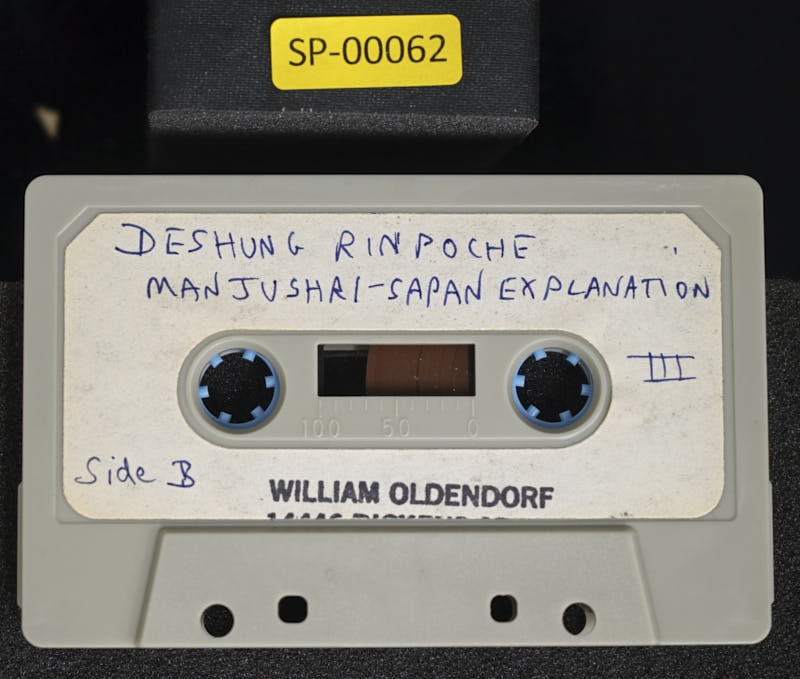 SP-00062
DESHUNG RINPOCHE
MANJUSHRI-SAPAN EXPLANATION
III
100 50 0
Side B
WILLIAM OLDENDORF